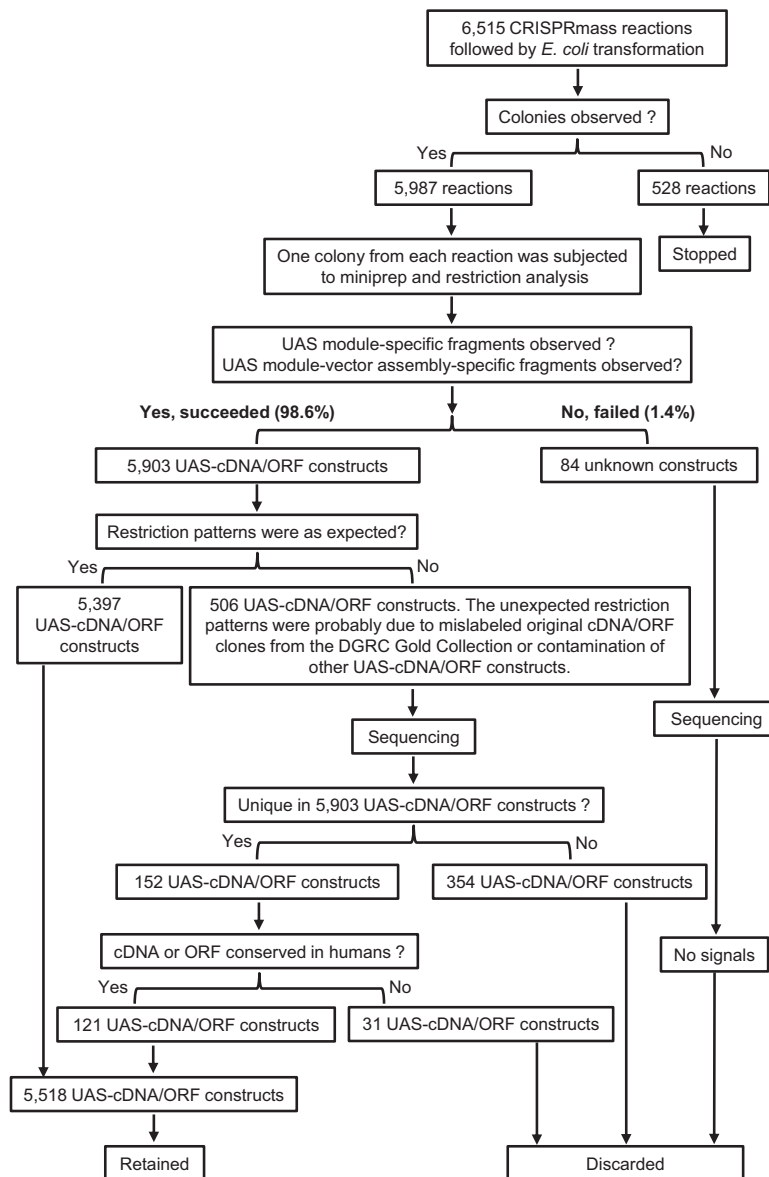 6,515 CRISPRmass reactions
followed by E. coli transformation
Colonies observed ?
Yes
No
5,987 reactions
528 reactions
One colony from each reaction was subjected
to miniprep and restriction analysis
Stopped
UAS module-specific fragments observed ?
UAS module-vector assembly-specific fragments observed?
Yes, succeeded (98.6%)
No, failed (1.4%)
5,903 UAS-cDNA/ORF constructs
84 unknown constructs
Restriction patterns were as expected?
Yes
No
5,397
UAS-cDNA/ORF
constructs
506 UAS-cDNA/ORF constructs. The unexpected restriction
patterns were probably due to mislabeled original cDNA/ORF
clones from the DGRC Gold Collection or contamination of
other UAS-cDNA/ORF constructs.
Sequencing
Sequencing
Unique in 5,903 UAS-cDNA/ORF constructs ?
Yes
No
152 UAS-cDNA/ORF constructs
354 UAS-cDNA/ORF constructs
cDNA or ORF conserved in humans ?
No signals
Yes
No
121 UAS-cDNA/ORF constructs
31 UAS-cDNA/ORF constructs
5,518 UAS-cDNA/ORF constructs
Retained
Discarded